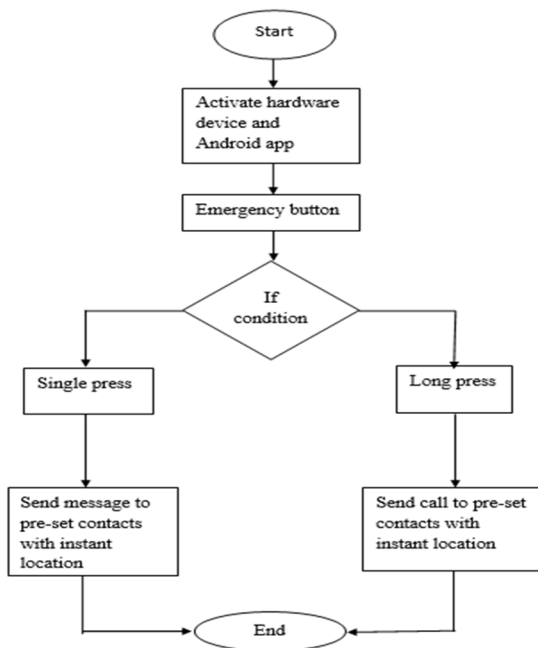 Start
Activate hardware
device and
Android app
Emergency button
If
condition
Single press
Long press
Send message to
pre-set contacts
with instant
location
Send call to pre-set
contacts with
instant location
End